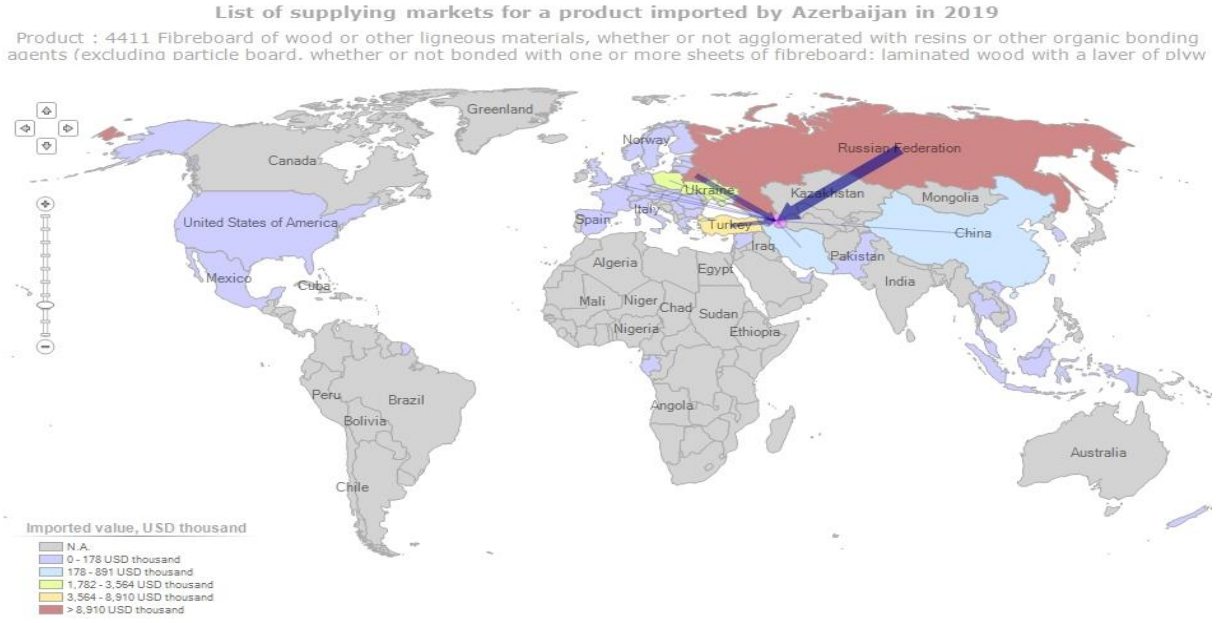 List of supplying markets for a product imported by Azerbaijan in 2019
Product : 4411 Fibreboard of wood or other ligneous materials, whether or not agglomerated with resins or other organic bonding
agents (excluding particle board, whether or not bonded with one or more sheets of fibreboard; laminated wood with a layer of plyw
Greenland
Norway
Russian Federation
Canada
Ukraine
Kazakhstan
Mongolia
United States of America
Spain
Italy
Turkey
China
Iraq
Pakistan
Mexico
Cuba
Algeria
Egypt
India
Mali
Niger
Chad
Sudan
Nigeria
Ethiopia
Peru
Brazil
Angola
Bolivia
Australia
Chile
Imported value, USD thousand
N.A.
0 - 178 USD thousand
178 - 891 USD thousand
1,782 - 3,564 USD thousand
3,564 - 8,910 USD thousand
> 8,910 USD thousand